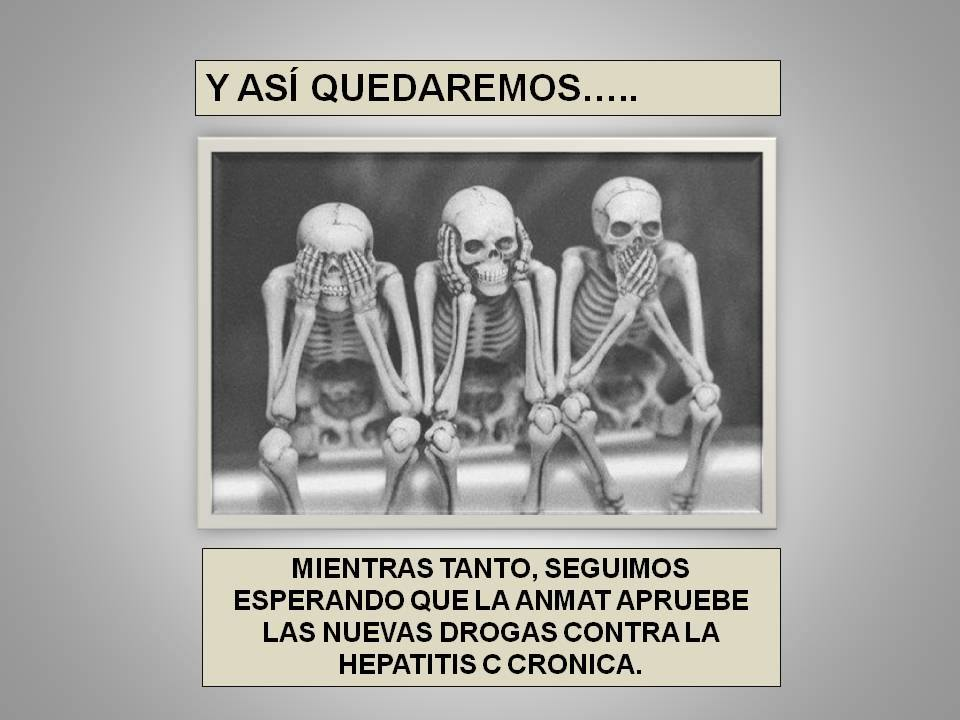 Y ASÍ QUEDAREMOS.....
MIENTRAS TANTO, SEGUIMOS
ESPERANDO QUE LA ANMAT APRUEBE
LAS NUEVAS DROGAS CONTRA LA
HEPATITIS C CRONICA.